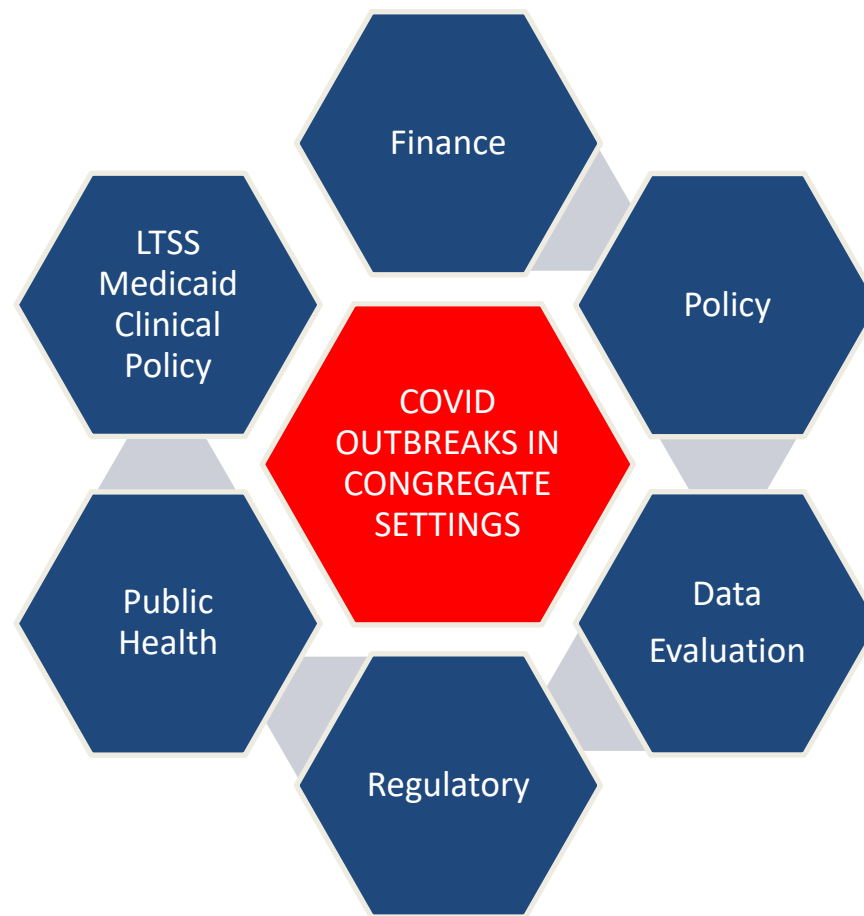 Finance
LTSS
Medicaid
Clinical
Policy
Policy
COVID
OUTBREAKS IN
CONGREGATE
SETTINGS
Public
Health
Data
Evaluation
Regulatory